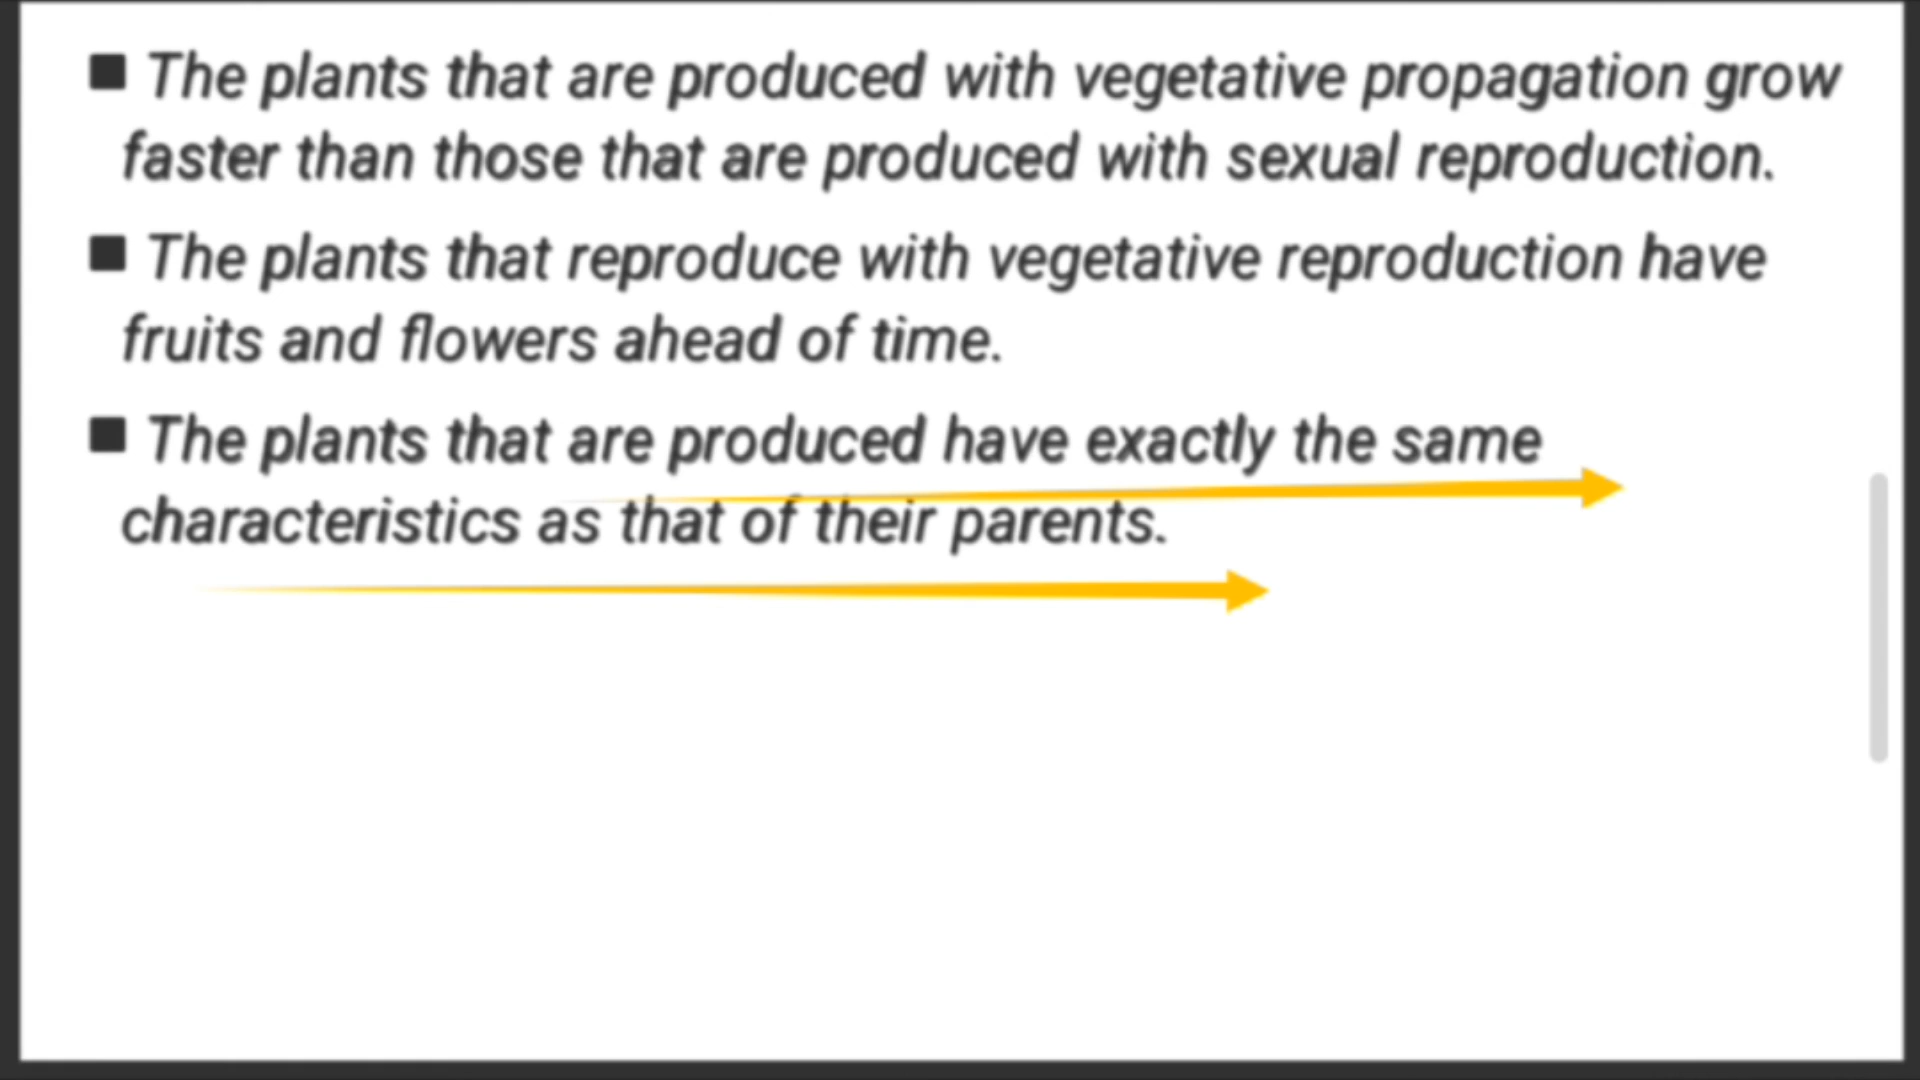 ■ The plants that are produced with vegetative propagation grow
faster than those that are produced with sexual reproduction.
■ The plants that reproduce with vegetative reproduction have
fruits and flowers ahead of time.
■ The plants that are produced have exactly the same
characteristics as that of their parents.